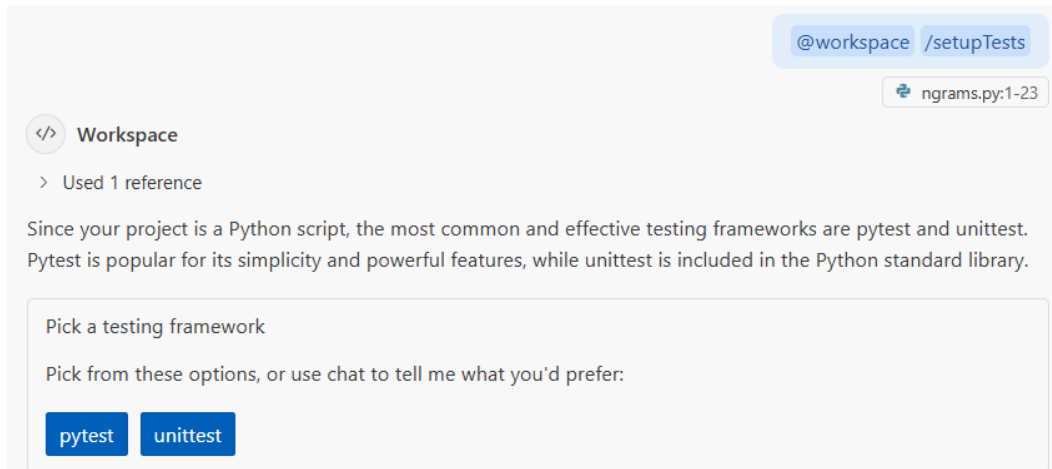 @workspace /setupTests
ngrams.py:1-23
</> Workspace
> Used 1 reference
Since your project is a Python script, the most common and effective testing frameworks are pytest and unittest.
Pytest is popular for its simplicity and powerful features, while unittest is included in the Python standard library.
Pick a testing framework
Pick from these options, or use chat to tell me what you'd prefer:
pytest unittest